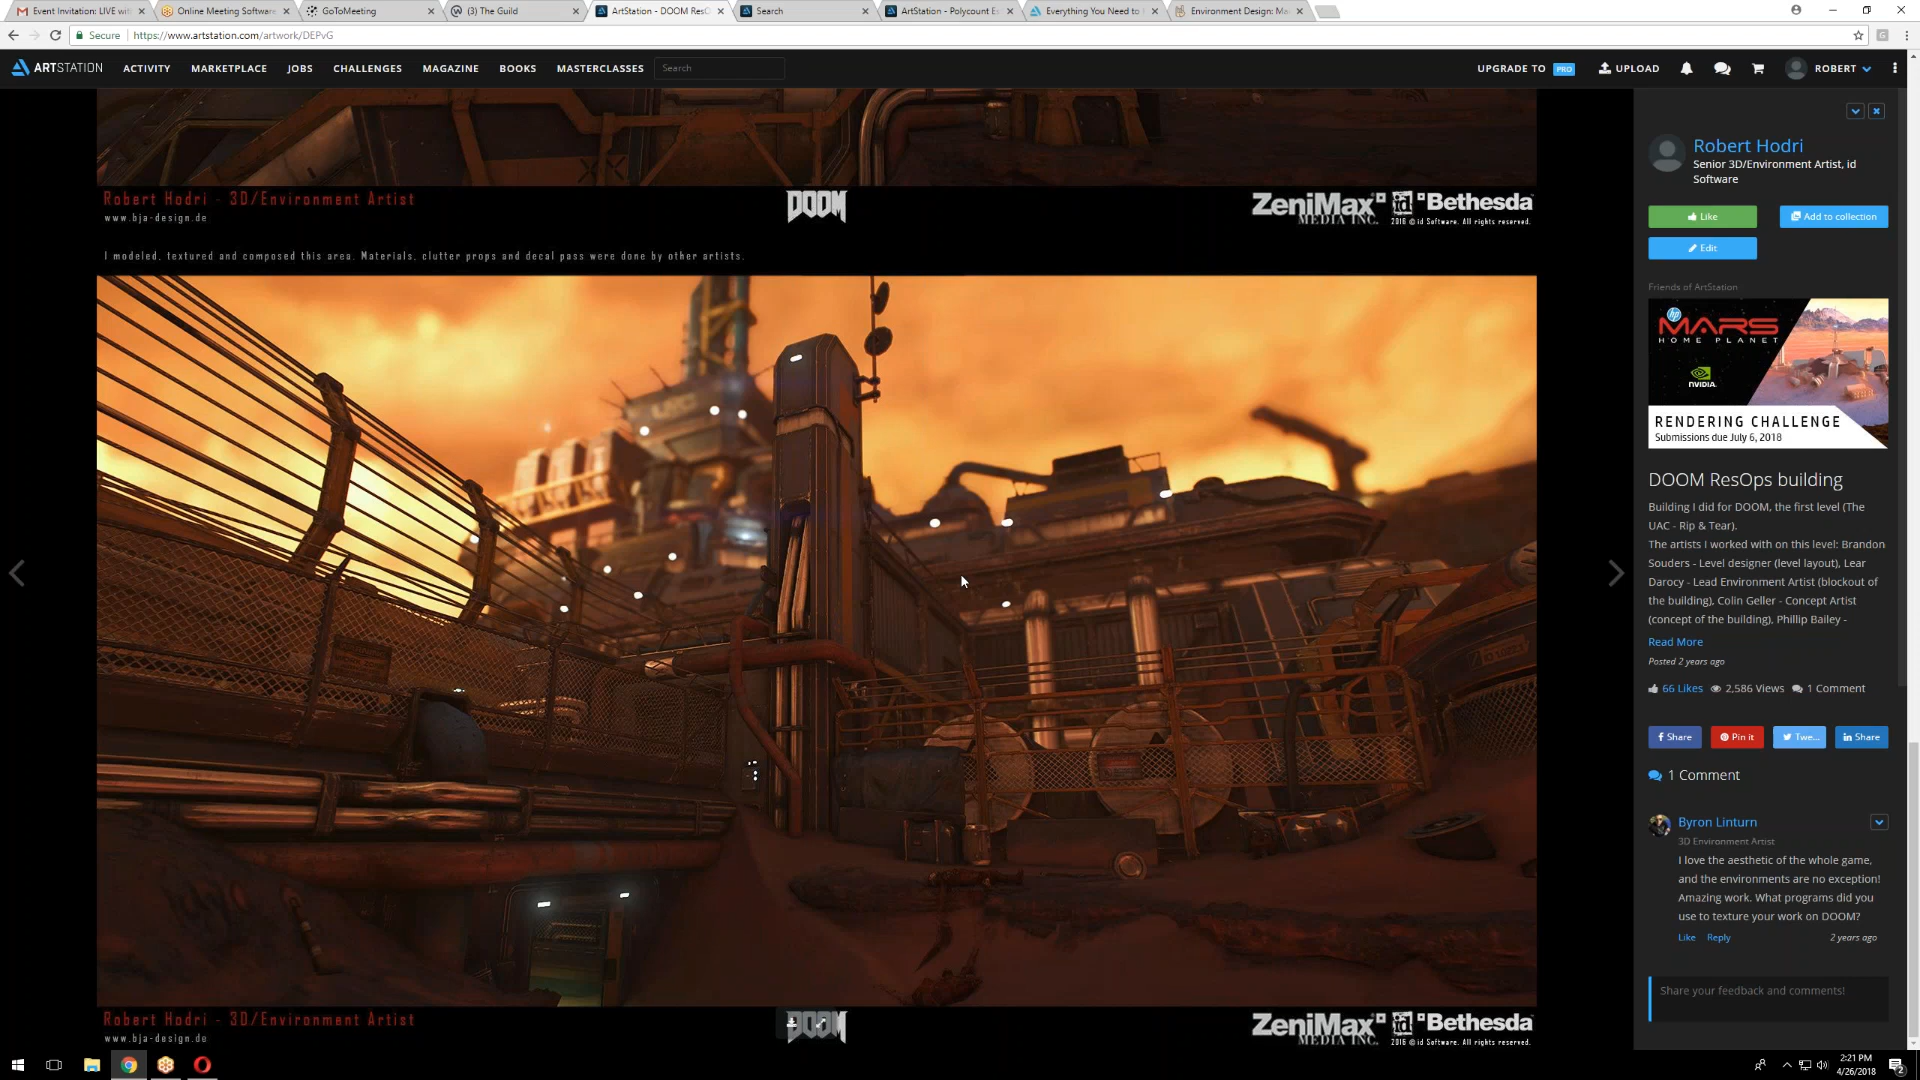 Event Invitation: LIVE wit
Online Meeting Software
GoToMeeting
(3) The Guild
ArtStation - DOOM ResO
Search
ArtStation - Polycount Es
Everything You Need to
Environment Design: Ma
Secure
https://www.artstation.com/artwork/DEPvG
ARTSTATION
ACTIVITY
MARKETPLACE
JOBS
CHALLENGES
MAGAZINE
BOOKS
MASTERCLASSES
Search
UPGRADE TO PRO
UPLOAD
ROBERT
Robert Hodri - 3D/Environment Artist
www.bja-design.de
DOOM
ZeniMax MEDIA INC.
id
Bethesda
2016 © id Software. All rights reserved.
I modeled, textured and composed this area. Materials, clutter props and decal pass were done by other artists.
UAC
Robert Hodri - 3D/Environment Artist
www.bja-design.de
DOOM
ZeniMax MEDIA INC.
id
Bethesda
2016 © id Software. All rights reserved.
Robert Hodri
Senior 3D/Environment Artist, id
Software
Like
Add to collection
Edit
Friends of ArtStation
hp
MARS
HOME PLANET
NVIDIA.
RENDERING CHALLENGE
Submissions due July 6, 2018
DOOM ResOps building
Building I did for DOOM, the first level (The
UAC - Rip & Tear).
The artists I worked with on this level: Brandon
Souders - Level designer (level layout), Lear
Darocy - Lead Environment Artist (blockout of
the building), Colin Geller - Concept Artist
(concept of the building), Phillip Bailey -
Read More
Posted 2 years ago
66 Likes
2,586 Views
1 Comment
Share
Pin it
Twe...
Share
1 Comment
Byron Linturn
3D Environment Artist
I love the aesthetic of the whole game,
and the environments are no exception!
Amazing work. What programs did you
use to texture your work on DOOM?
Like
Reply
2 years ago
Share your feedback and comments!
2:21 PM
4/26/2018
2